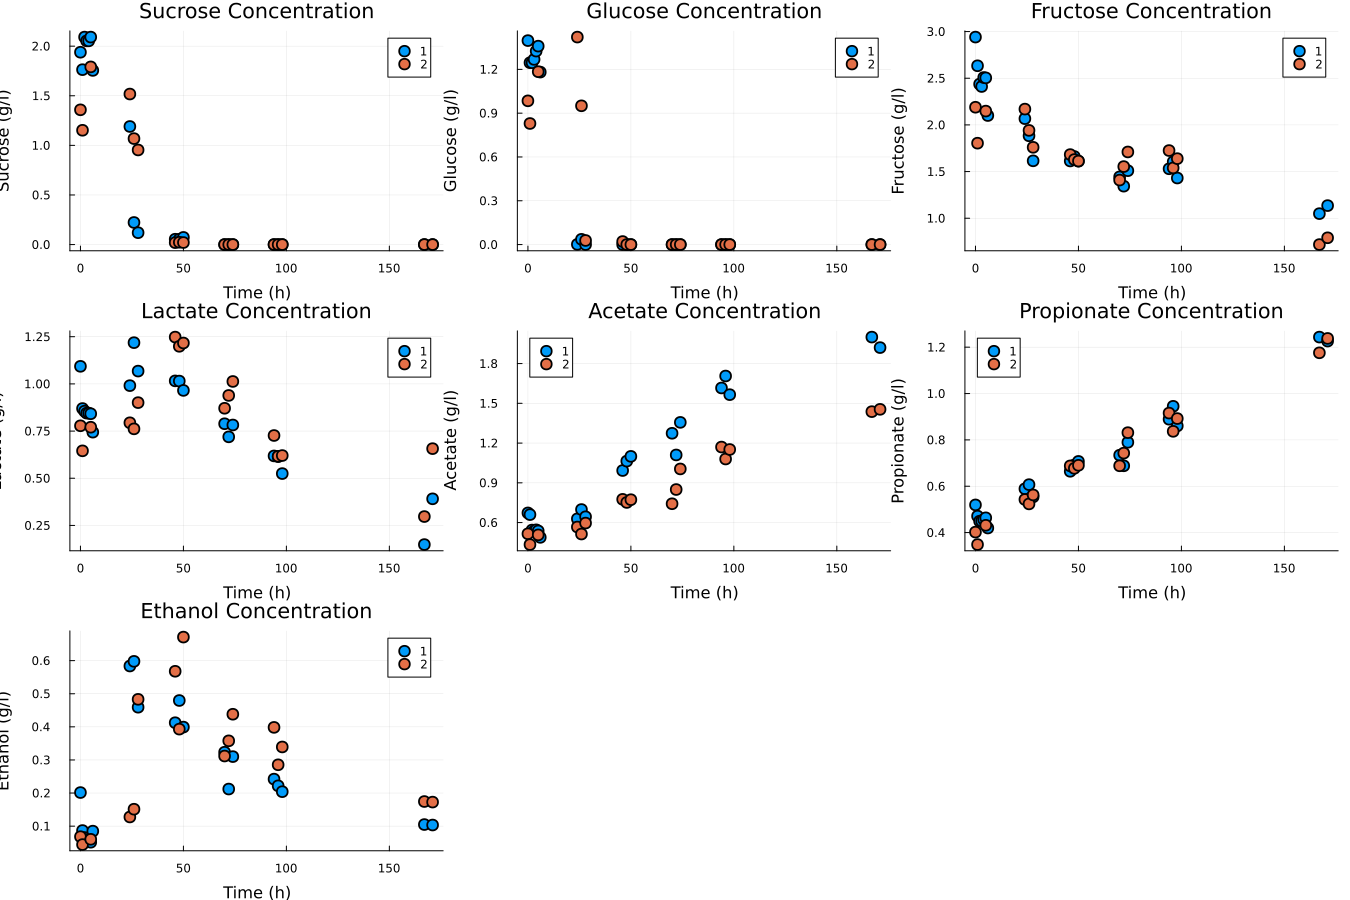 Sucrose Concentration
Sucrose (g/l)
2.0
1.5
1.0
0.5
0.0
0 50 100 150
Time (h)
1
2
Glucose Concentration
Glucose (g/l)
1.2
0.9
0.6
0.3
0.0
0 50 100 150
Time (h)
1
2
Fructose Concentration
Fructose (g/l)
3.0
2.5
2.0
1.5
1.0
0 50 100 150
Time (h)
1
2
Lactate Concentration
1.25
1.00
0.75
0.50
0.25
0 50 100 150
Time (h)
1
2
Acetate Concentration
Acetate (g/l)
1.8
1.5
1.2
0.9
0.6
0 50 100 150
Time (h)
1
2
Propionate Concentration
Propionate (g/l)
1.2
1.0
0.8
0.6
0.4
0 50 100 150
Time (h)
1
2
Ethanol Concentration
Ethanol (g/l)
0.6
0.5
0.4
0.3
0.2
0.1
0 50 100 150
Time (h)
1
2